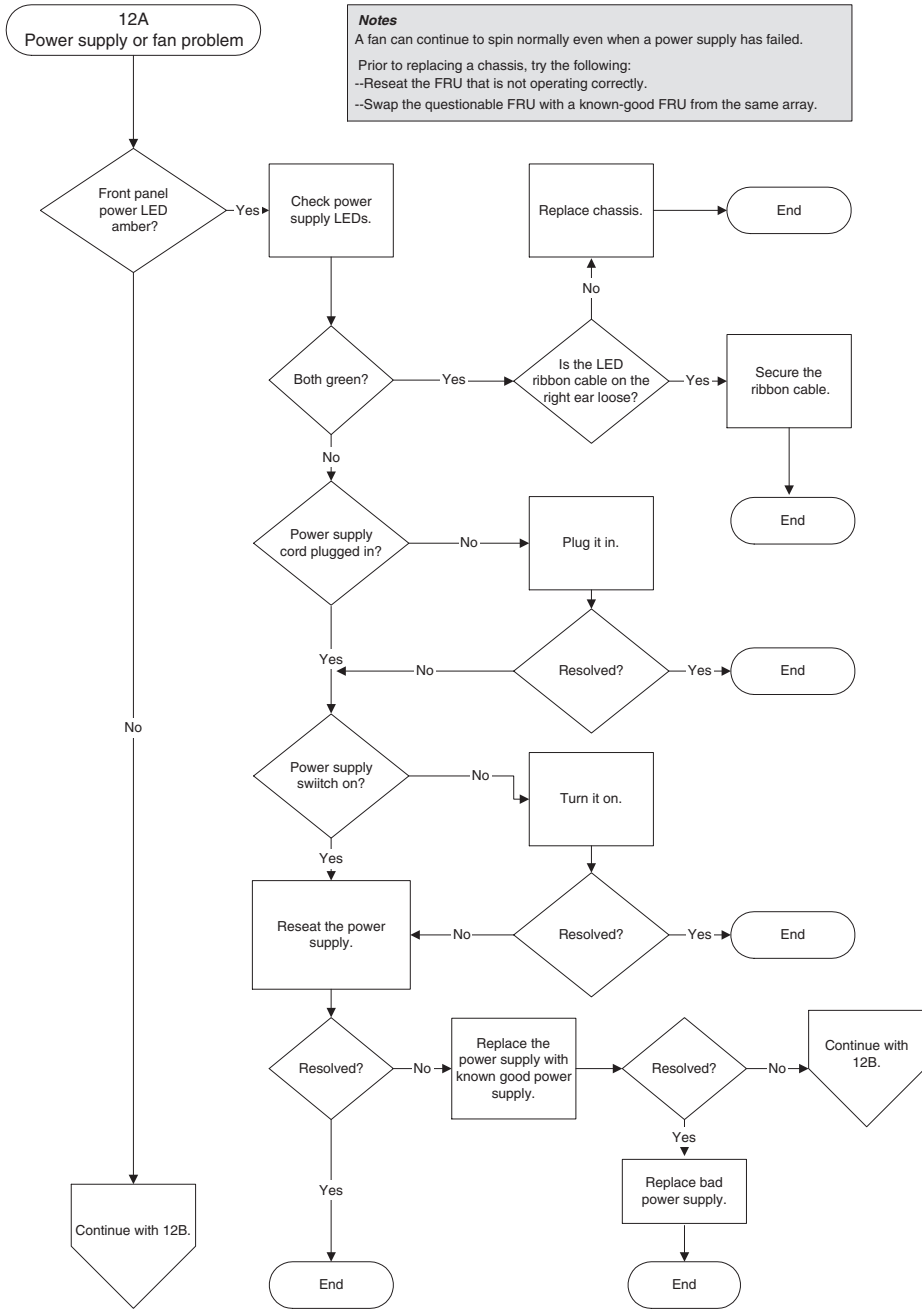 12A
Power supply or fan problem
Notes
A fan can continue to spin normally even when a power supply has failed.
Prior to replacing a chassis, try the following:
--Reseat the FRU that is not operating correctly.
--Swap the questionable FRU with a known-good FRU from the same array.
Front panel
power LED
amber?
Yes
Check power
supply LEDs.
Replace chassis.
End
No
Both green?
Yes
Is the LED
ribbon cable on the
right ear loose?
Yes
Secure the
ribbon cable.
No
End
Power supply
cord plugged in?
No
Plug it in.
Yes
No
Resolved?
Yes
End
No
Power supply
swiitch on?
No
Turn it on.
Yes
Reseat the power
supply.
No
Resolved?
Yes
End
Resolved?
No
Replace the
power supply with
known good power
supply.
Resolved?
No
Continue with
12B.
Yes
Yes
Replace bad
power supply.
Continue with 12B.
End
End